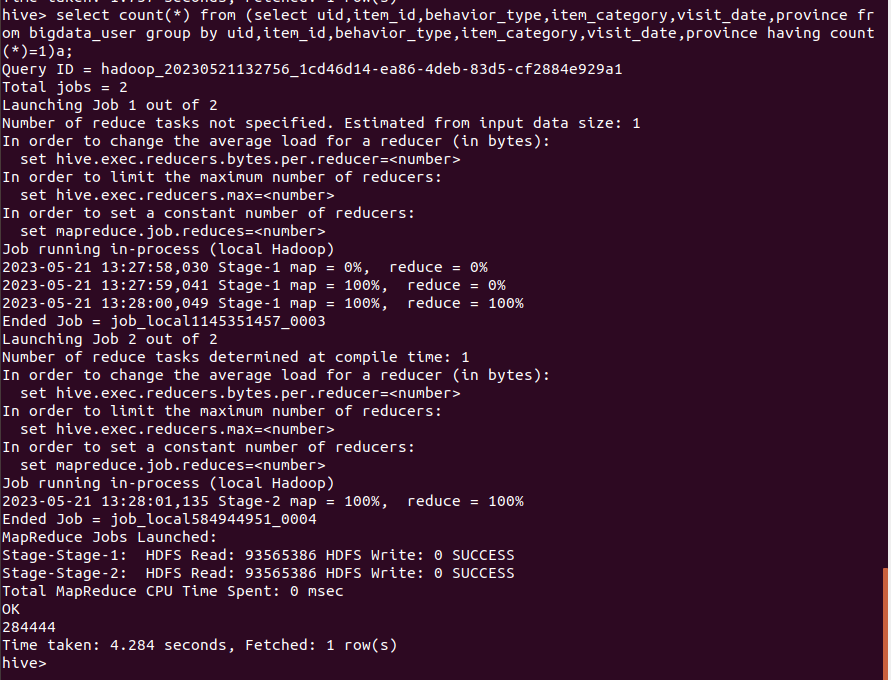 Time taken: 1.757 seconds, Fetched: 1 row(s)
hive> select count(*) from (select uid,item_id,behavior_type,item_category,visit_date,province fr
om bigdata_user group by uid,item_id,behavior_type,item_category,visit_date,province having count
(*)=1)a;
Query ID = hadoop_20230521132756_1cd46d14-ea86-4deb-83d5-cf2884e929a1
Total jobs = 2
Launching Job 1 out of 2
Number of reduce tasks not specified. Estimated from input data size: 1
In order to change the average load for a reducer (in bytes):
  set hive.exec.reducers.bytes.per.reducer=<number>
In order to limit the maximum number of reducers:
  set hive.exec.reducers.max=<number>
In order to set a constant number of reducers:
  set mapreduce.job.reduces=<number>
Job running in-process (local Hadoop)
2023-05-21 13:27:58,030 Stage-1 map = 0%,  reduce = 0%
2023-05-21 13:27:59,041 Stage-1 map = 100%,  reduce = 0%
2023-05-21 13:28:00,049 Stage-1 map = 100%,  reduce = 100%
Ended Job = job_local1145351457_0003
Launching Job 2 out of 2
Number of reduce tasks determined at compile time: 1
In order to change the average load for a reducer (in bytes):
  set hive.exec.reducers.bytes.per.reducer=<number>
In order to limit the maximum number of reducers:
  set hive.exec.reducers.max=<number>
In order to set a constant number of reducers:
  set mapreduce.job.reduces=<number>
Job running in-process (local Hadoop)
2023-05-21 13:28:01,135 Stage-2 map = 100%,  reduce = 100%
Ended Job = job_local584944951_0004
MapReduce Jobs Launched:
Stage-Stage-1:  HDFS Read: 93565386 HDFS Write: 0 SUCCESS
Stage-Stage-2:  HDFS Read: 93565386 HDFS Write: 0 SUCCESS
Total MapReduce CPU Time Spent: 0 msec
OK
284444
Time taken: 4.284 seconds, Fetched: 1 row(s)
hive>